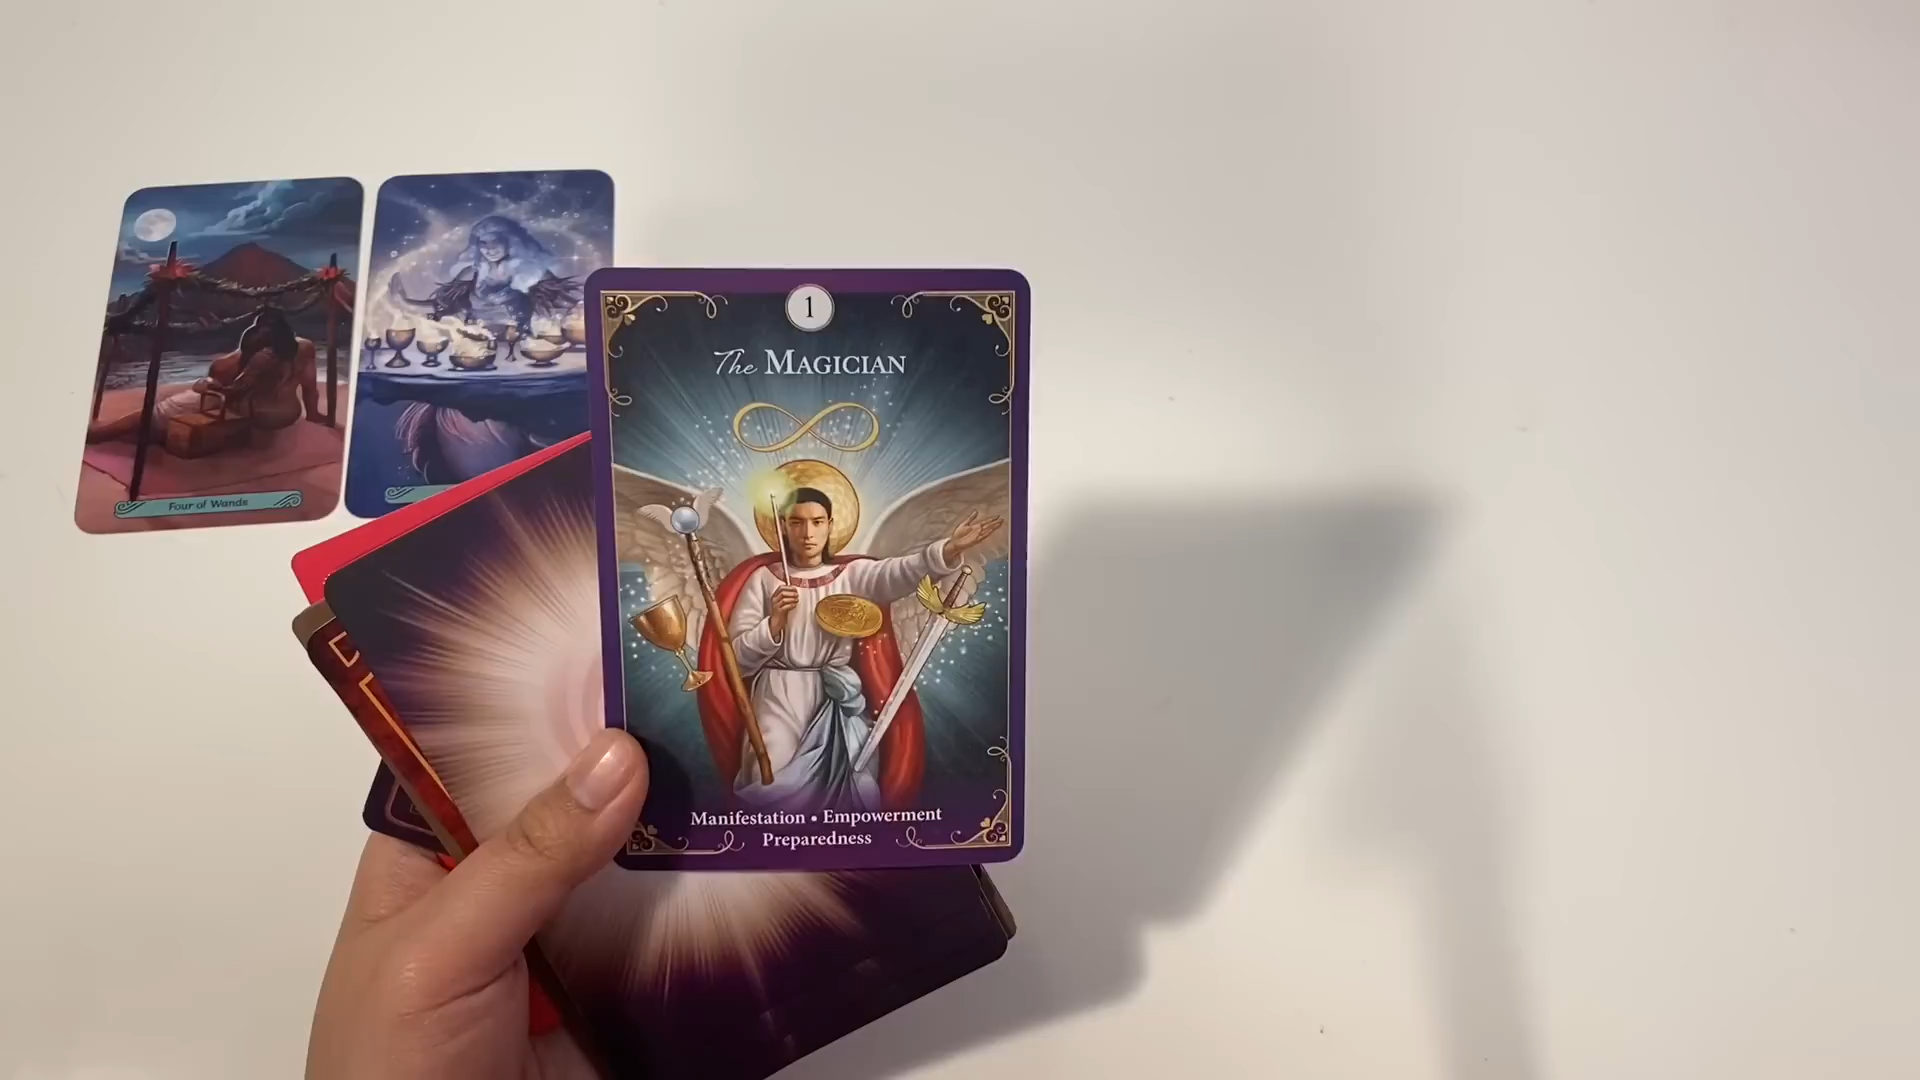 Four of Wands
1
The MAGICIAN
Manifestation • Empowerment
Preparedness